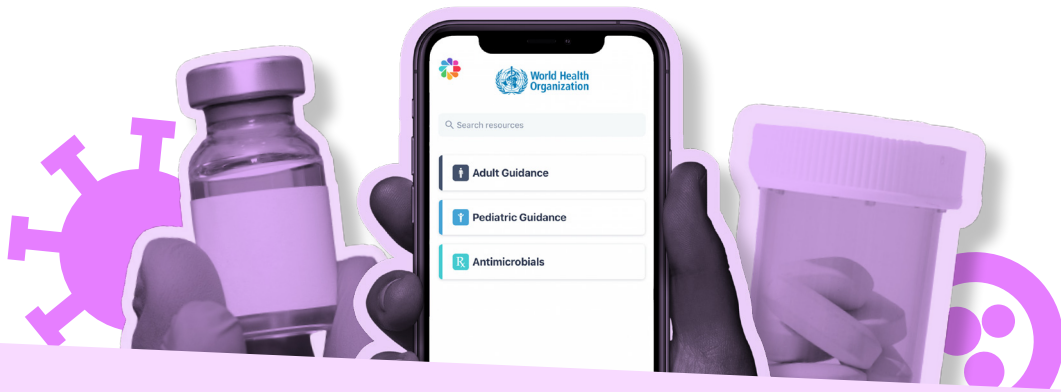 World Health
Organization
Search resources
Adult Guidance
Pediatric Guidance
R
Antimicrobials